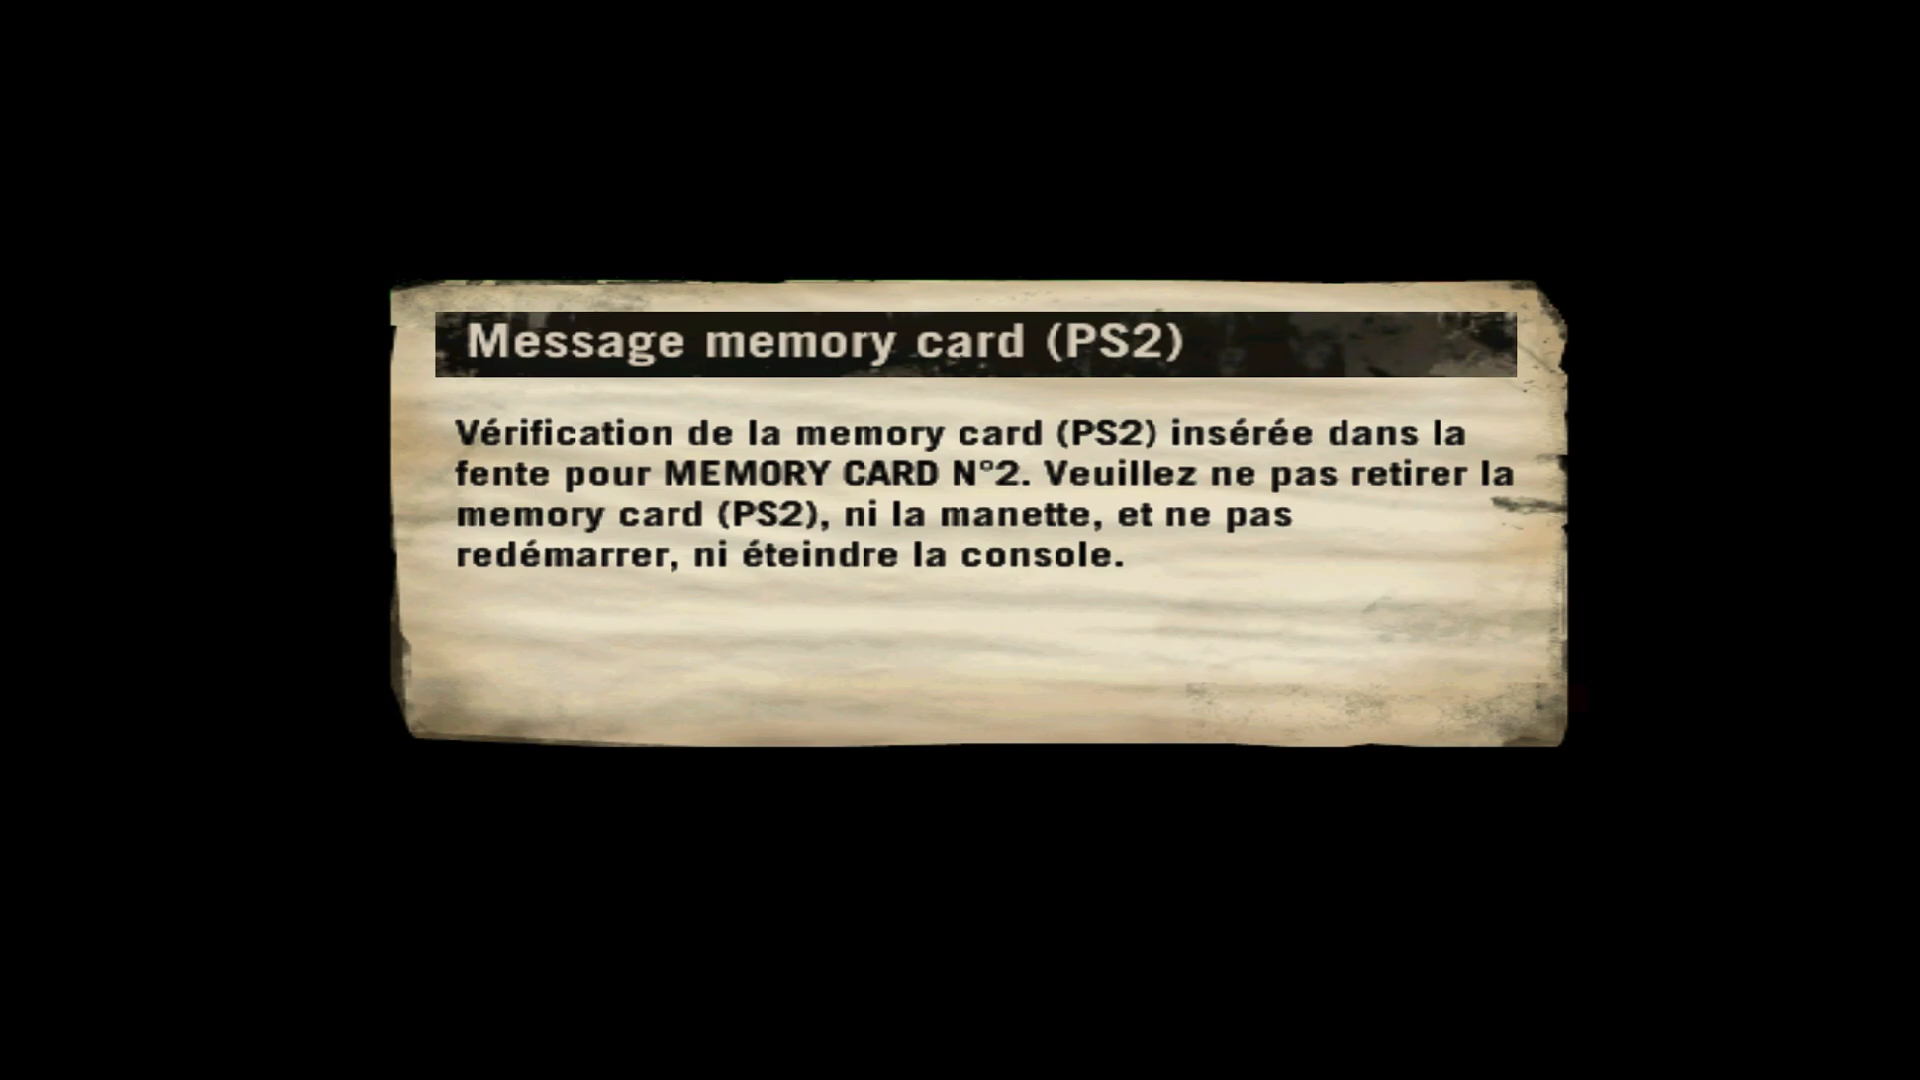 Message memory card (PS2)
Vérification de la memory card (PS2) insérée dans la
fente pour MEMORY CARD N°2. Veuillez ne pas retirer la
memory card (PS2), ni la manette, et ne pas
redémarrer, ni éteindre la console.